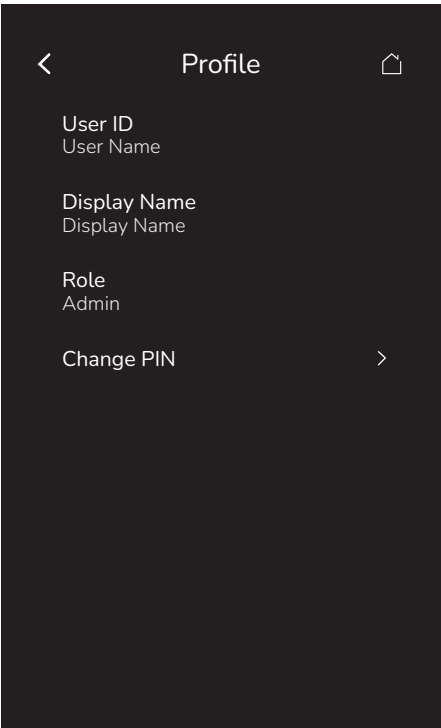 Profile
User ID
User Name
Display Name
Display Name
Role
Admin
Change PIN